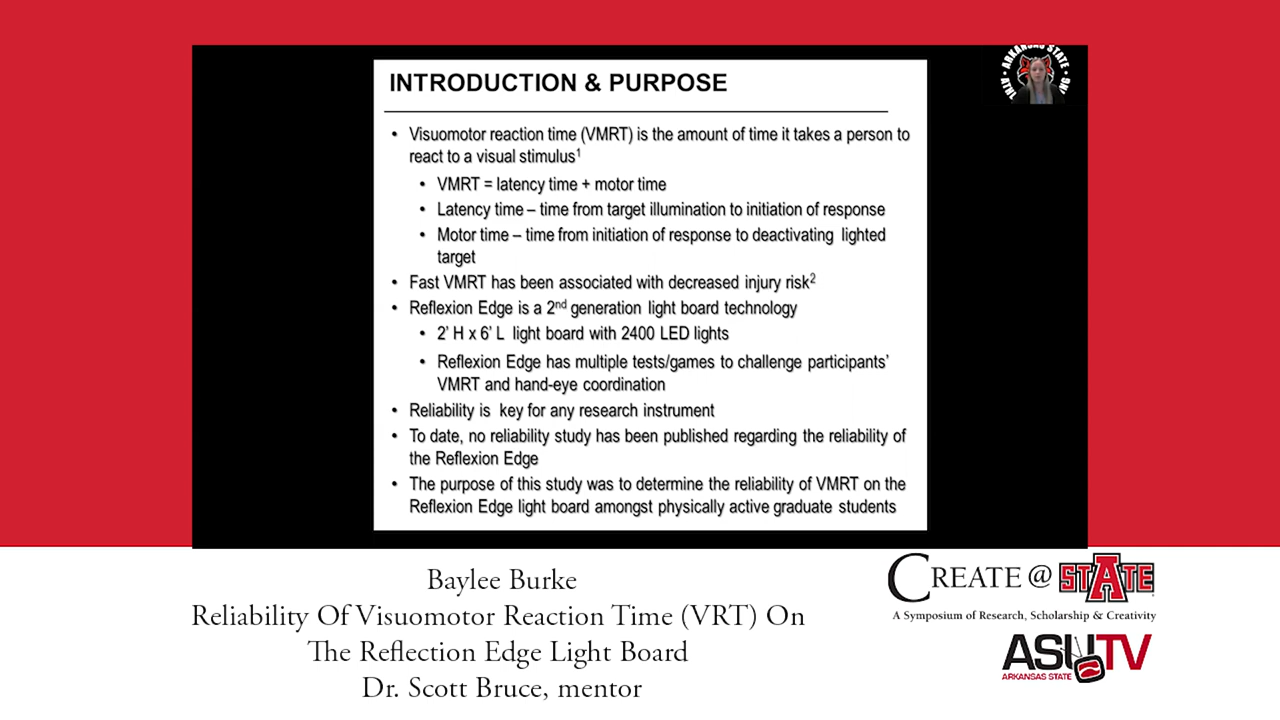 INTRODUCTION & PURPOSE
• Visuomotor reaction time (VMRT) is the amount of time it takes a person to
react to a visual stimulus1
• VMRT = latency time + motor time
• Latency time – time from target illumination to initiation of response
• Motor time – time from initiation of response to deactivating lighted
target
• Fast VMRT has been associated with decreased injury risk2
• Reflexion Edge is a 2nd generation light board technology
• 2' H x 6' L light board with 2400 LED lights
• Reflexion Edge has multiple tests/games to challenge participants'
VMRT and hand-eye coordination
• Reliability is key for any research instrument
• To date, no reliability study has been published regarding the reliability of
the Reflexion Edge
• The purpose of this study was to determine the reliability of VMRT on the
Reflexion Edge light board amongst physically active graduate students
ARKANSAS STATE
Baylee Burke
Reliability Of Visuomotor Reaction Time (VRT) On
The Reflection Edge Light Board
Dr. Scott Bruce, mentor
CREATE @ STATE
A Symposium of Research, Scholarship & Creativity
ASUTV
ARKANSAS STATE